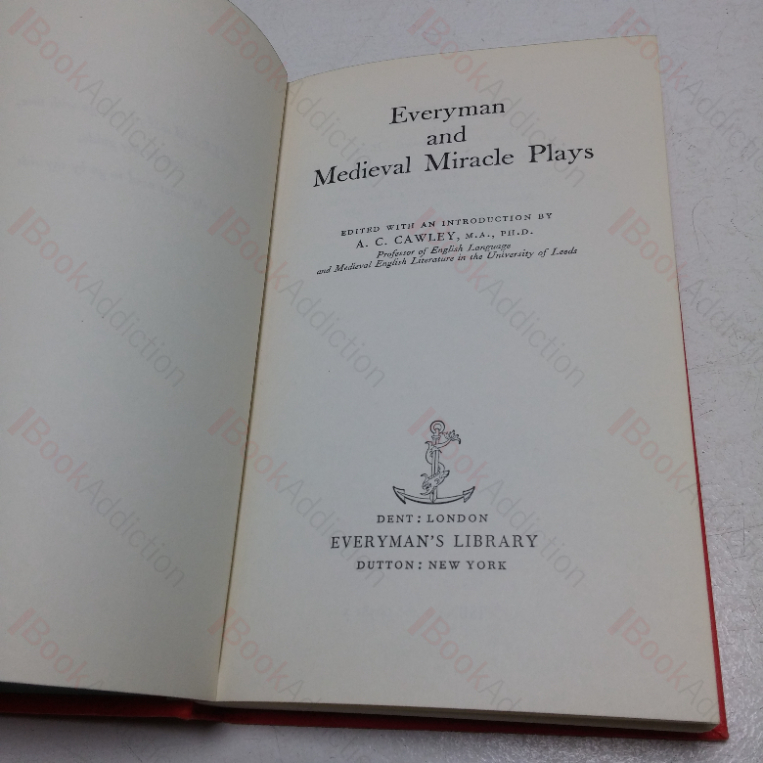 Everyman
and
Medieval Miracle Plays
EDITED WITH AN INTRODUCTION BY
A. C. CAWLEY, M.A., PH.D.
Professor of English Language
and Medieval English Literature in the University of Leeds
DENT: LONDON
EVERYMAN'S LIBRARY
DUTTON: NEW YORK
BookAddiction